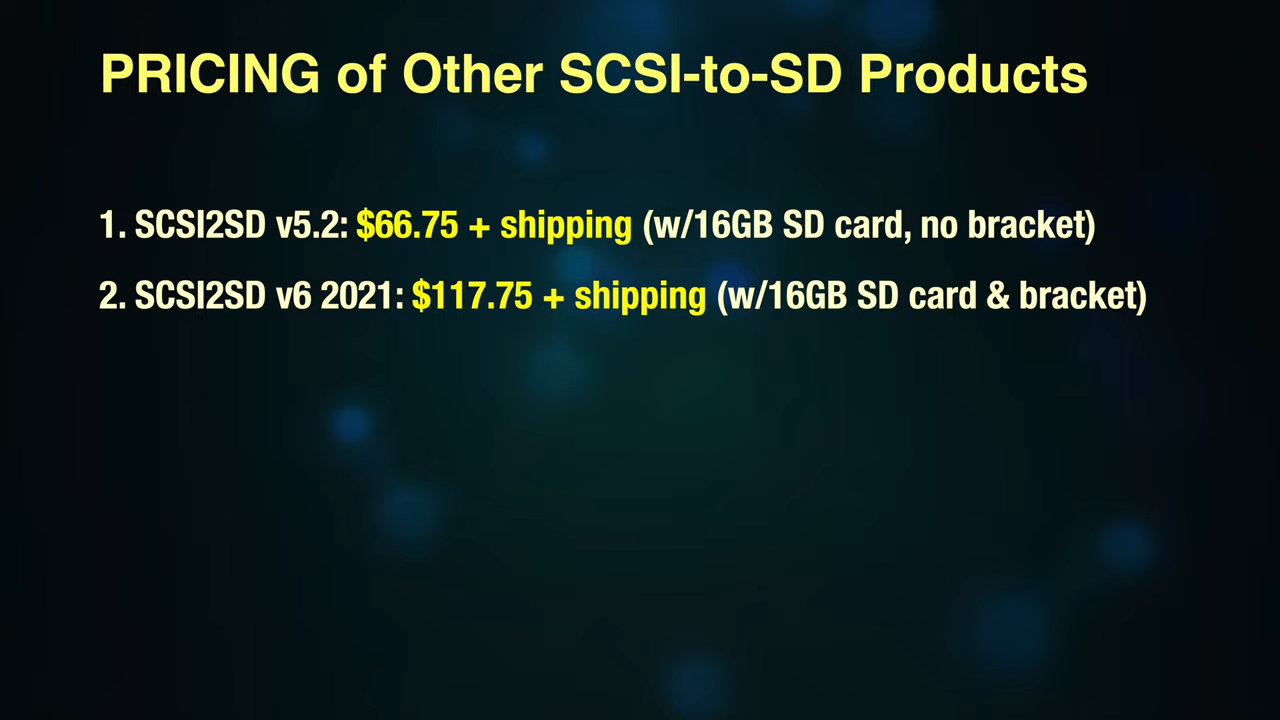 PRICING of Other SCSI-to-SD Products
1. SCSI2SD v5.2: $66.75 + shipping (w/16GB SD card, no bracket)
2. SCSI2SD v6 2021: $117.75 + shipping (w/16GB SD card & bracket)